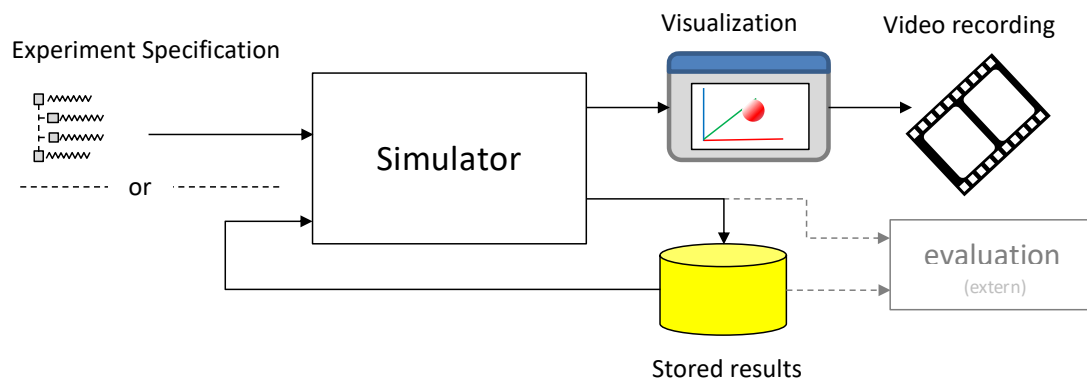 Visualization
Video recording
Experiment Specification
Simulator
or
evaluation
(extern)
Stored results